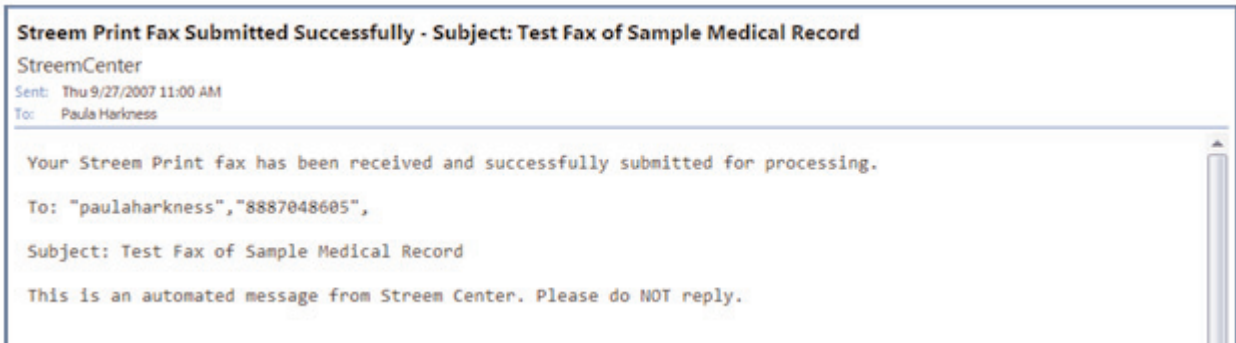 Streem Print Fax Submitted Successfully - Subject: Test Fax of Sample Medical Record
StreemCenter
Sent: Thu 9/27/2007 11:00 AM
To: Paula Harkness
Your Streem Print fax has been received and successfully submitted for processing.
To: "paulaharkness","8887048605",
Subject: Test Fax of Sample Medical Record
This is an automated message from Streem Center. Please do NOT reply.